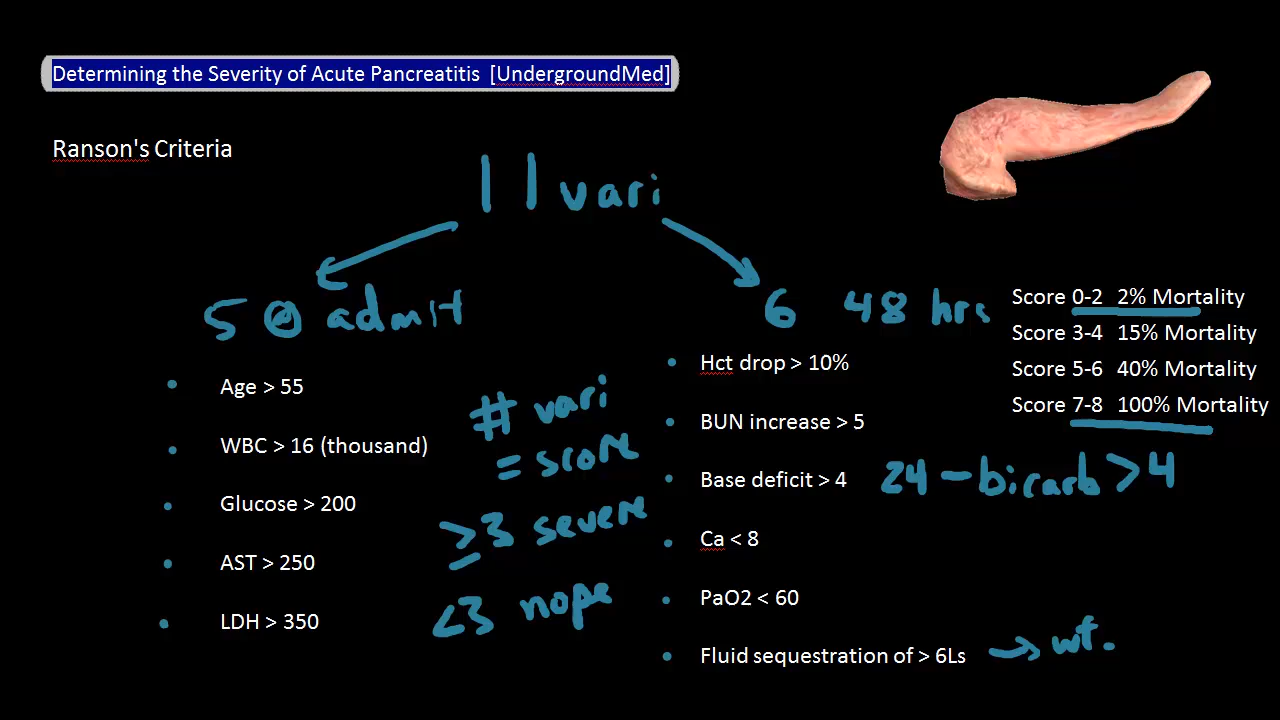 Determining the Severity of Acute Pancreatitis [UndergroundMed]
Ranson's Criteria
11 vari
5 @ admit
Age > 55
WBC > 16 (thousand)
Glucose > 200
AST > 250
LDH > 350
# vari
= score
≥3 severe
<3 nope
6 48 hrs
Hct drop > 10%
BUN increase > 5
Base deficit > 4 24 - bicarb > 4
Ca < 8
PaO2 < 60
Fluid sequestration of > 6Ls → wt.
Score 0-2 2% Mortality
Score 3-4 15% Mortality
Score 5-6 40% Mortality
Score 7-8 100% Mortality